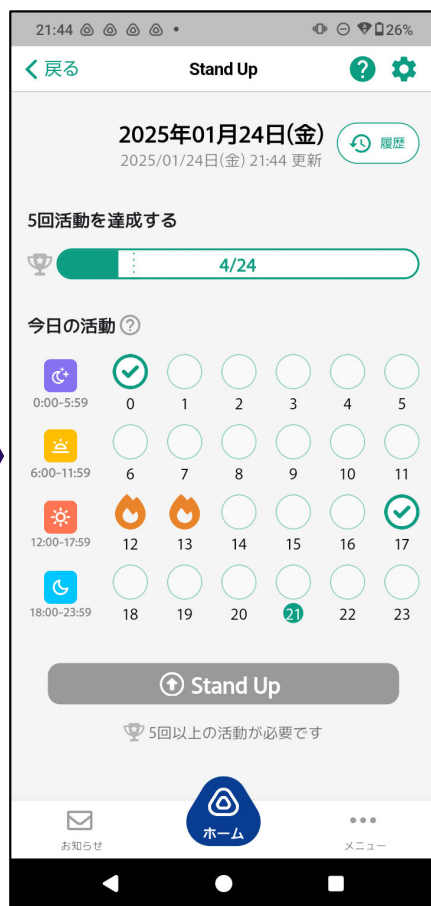 21:44 26%
戻る Stand Up
2025年01月24日(金)
2025/01/24日(金) 21:44 更新
履歴
5回活動を達成する
4/24
今日の活動
0:00-5:59 0 1 2 3 4 5
6:00-11:59 6 7 8 9 10 11
12:00-17:59 12 13 14 15 16 17
18:00-23:59 18 19 20 21 22 23
Stand Up
5回以上の活動が必要です
お知らせ ホーム メニュー